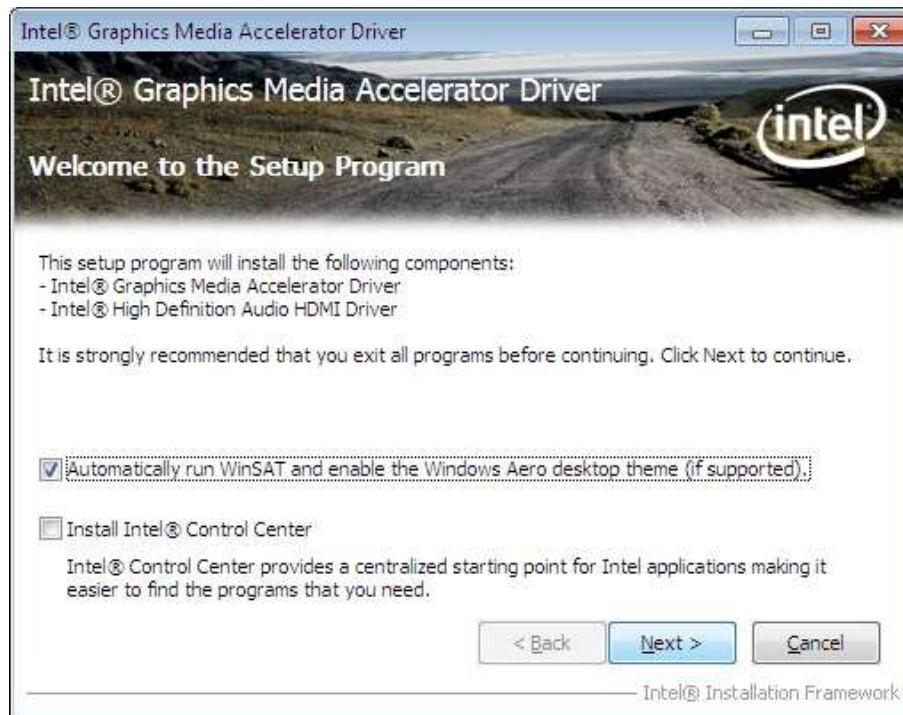 Intel® Graphics Media Accelerator Driver
Intel® Graphics Media Accelerator Driver
intel
Welcome to the Setup Program
This setup program will install the following components:
- Intel® Graphics Media Accelerator Driver
- Intel® High Definition Audio HDMI Driver
It is strongly recommended that you exit all programs before continuing. Click Next to continue.
Automatically run WinSAT and enable the Windows Aero desktop theme (if supported).
Install Intel® Control Center
Intel® Control Center provides a centralized starting point for Intel applications making it
easier to find the programs that you need.
< Back
Next >
Cancel
Intel® Installation Framework